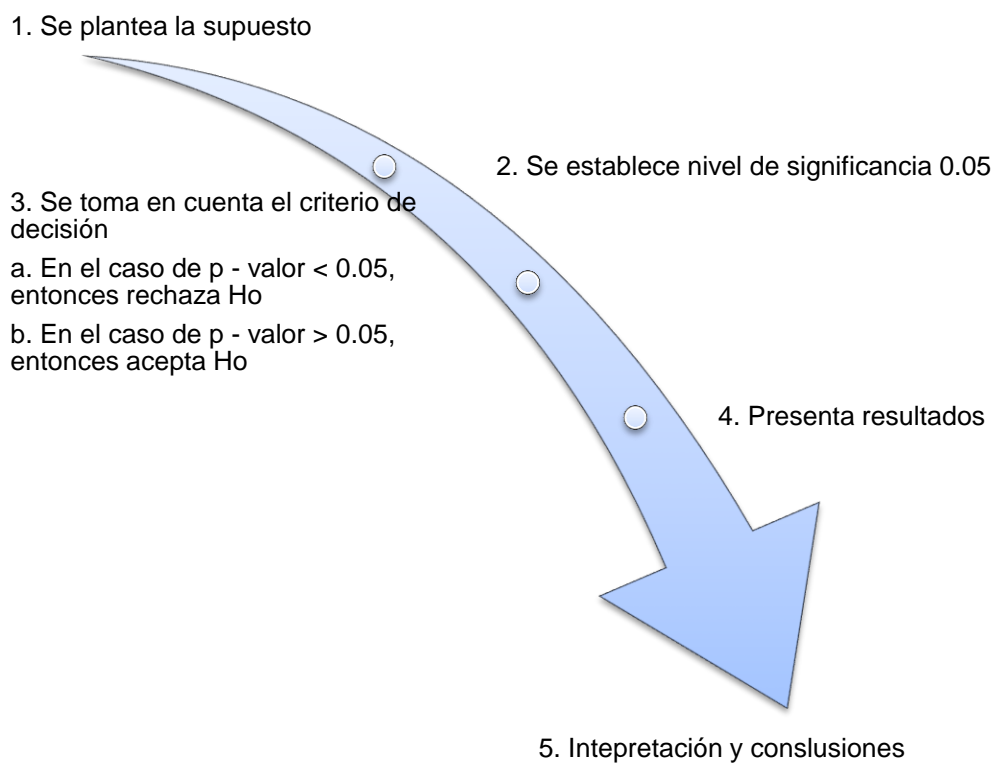 1. Se plantea la supuesto
2. Se establece nivel de significancia 0.05
3. Se toma en cuenta el criterio de
decisión
a. En el caso de p - valor < 0.05,
entonces rechaza Ho
b. En el caso de p - valor > 0.05,
entonces acepta Ho
4. Presenta resultados
5. Intepretación y conslusiones